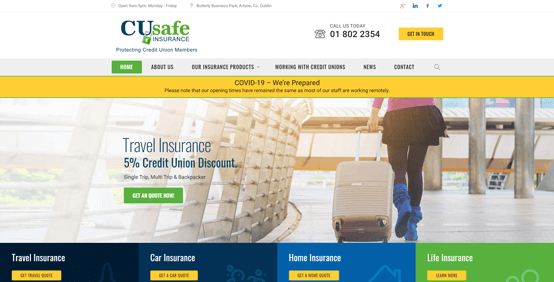 Open 9am-5pm: Monday - Friday
Butterly Business Park, Artane, Co. Dublin
CUsafe
INSURANCE
Protecting Credit Union Members
CALL US TODAY
01 802 2354
GET IN TOUCH
HOME
ABOUT US
OUR INSURANCE PRODUCTS
WORKING WITH CREDIT UNIONS
NEWS
CONTACT
COVID-19 – We're Prepared
Please note that our opening times have remained the same as most of our staff are working remotely.
Travel Insurance
5% Credit Union Discount.
Single Trip, Multi Trip & Backpacker
GET AN QUOTE NOW!
Travel Insurance
GET TRAVEL QUOTE
Car Insurance
GET A CAR QUOTE
Home Insurance
GET A HOME QUOTE
Life Insurance
LEARN MORE